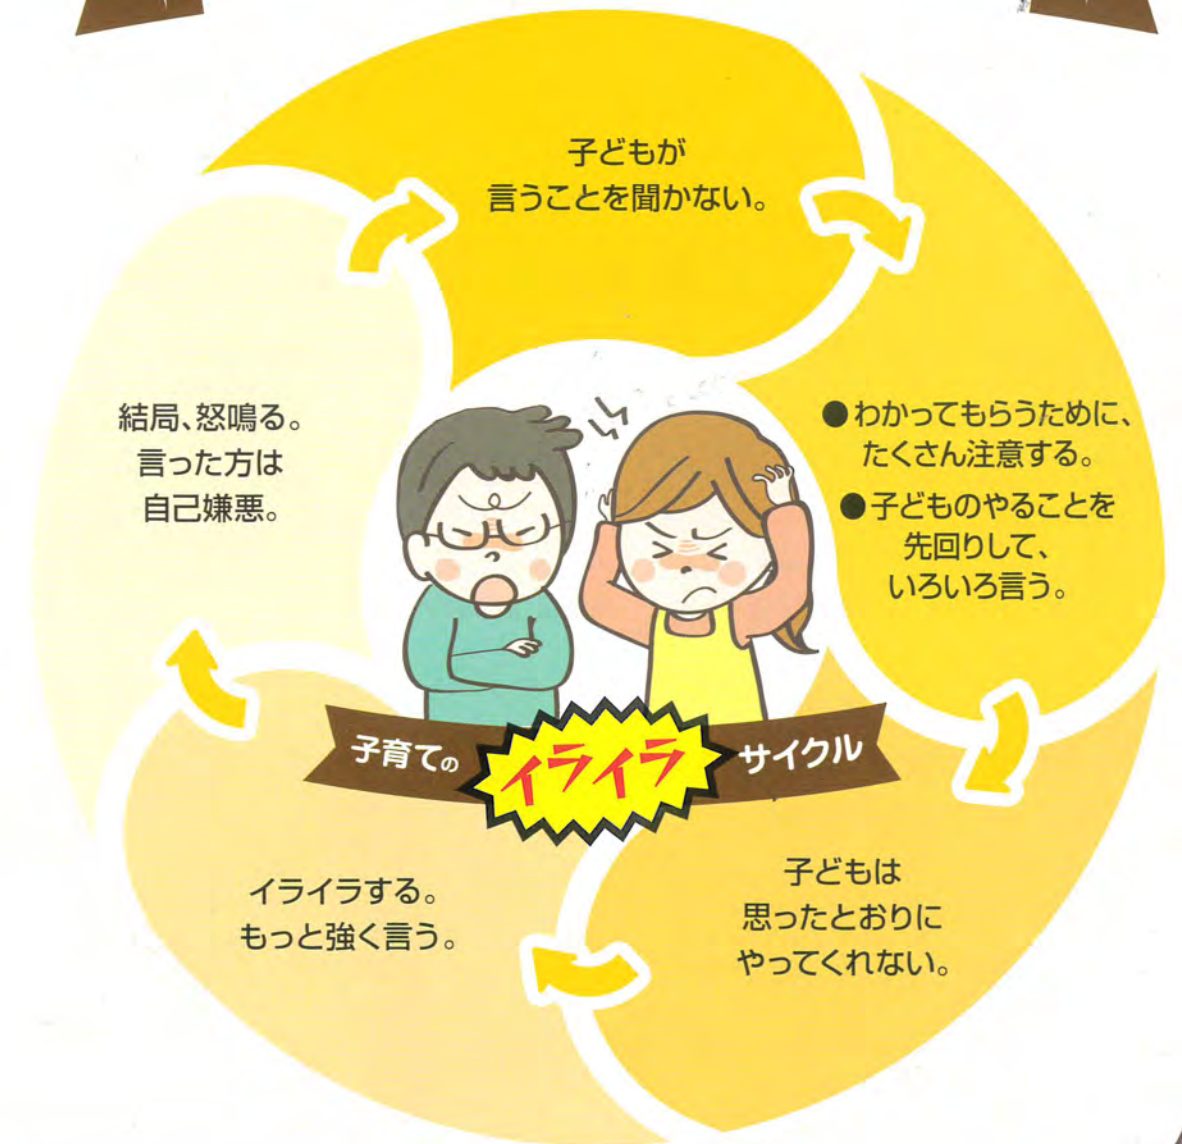 子どもが
言うことを聞かない。
●わかってもらうために、
たくさん注意する。
●子どものやることを
先回りして、
いろいろ言う。
子どもは
思ったとおりに
やってくれない。
イライラする。
もっと強く言う。
結局、怒鳴る。
言った方は
自己嫌悪。
子育ての イライラ サイクル